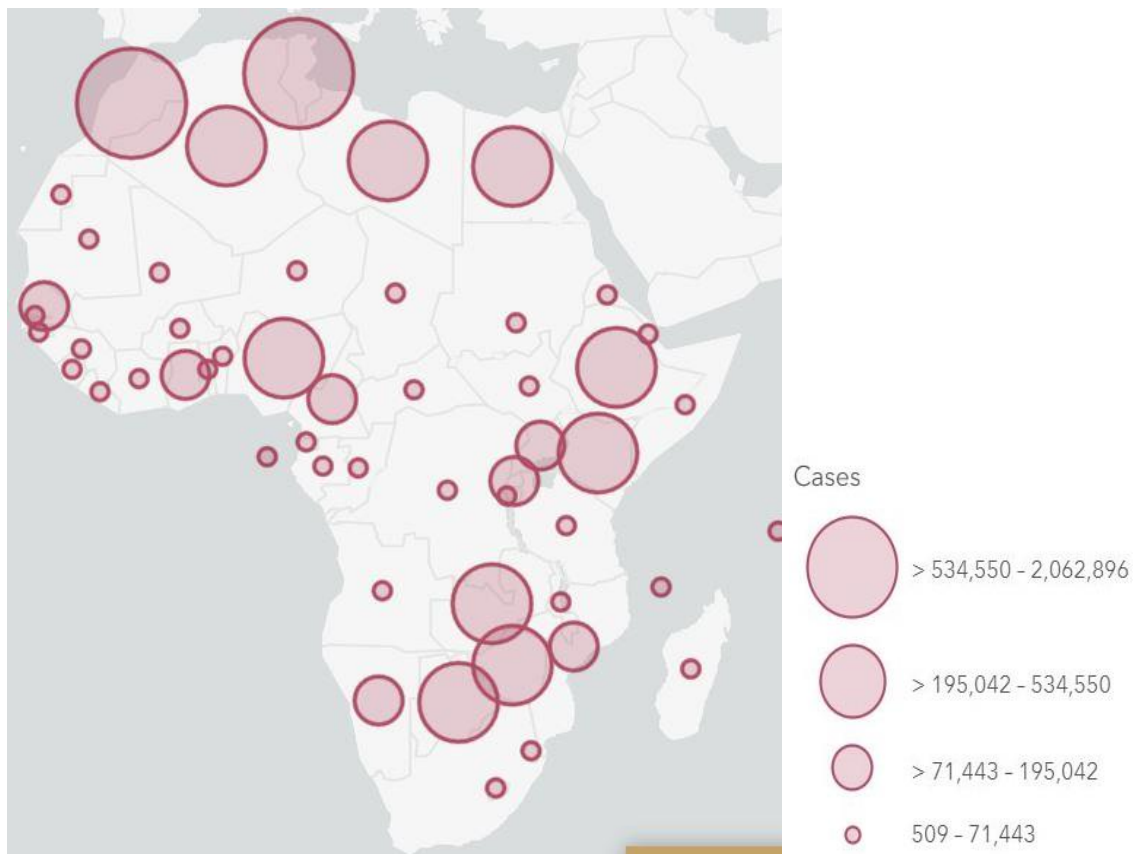 Cases
> 534,550 – 2,062,896
> 195,042 – 534,550
> 71,443 – 195,042
509 – 71,443